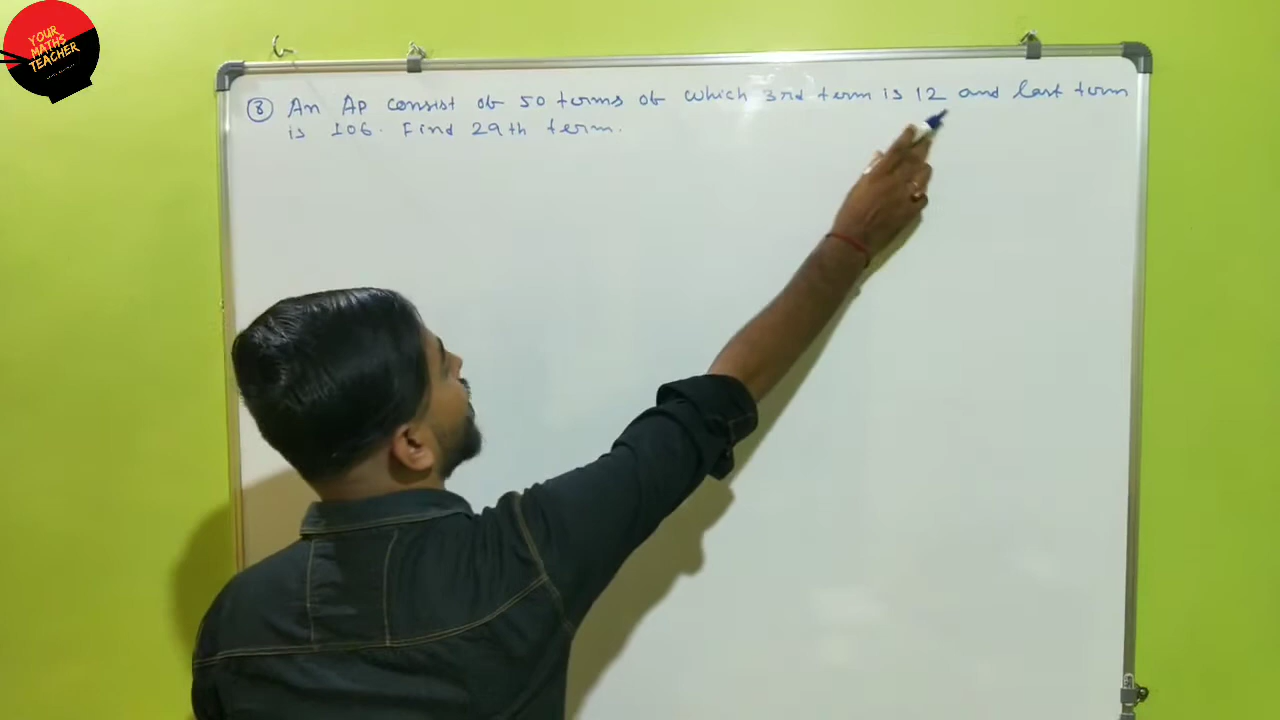 YOUR
MATHS
TEACHER
8 An AP consist of 50 terms of which 3rd term is 12 and last term
is 106. Find 29th term.